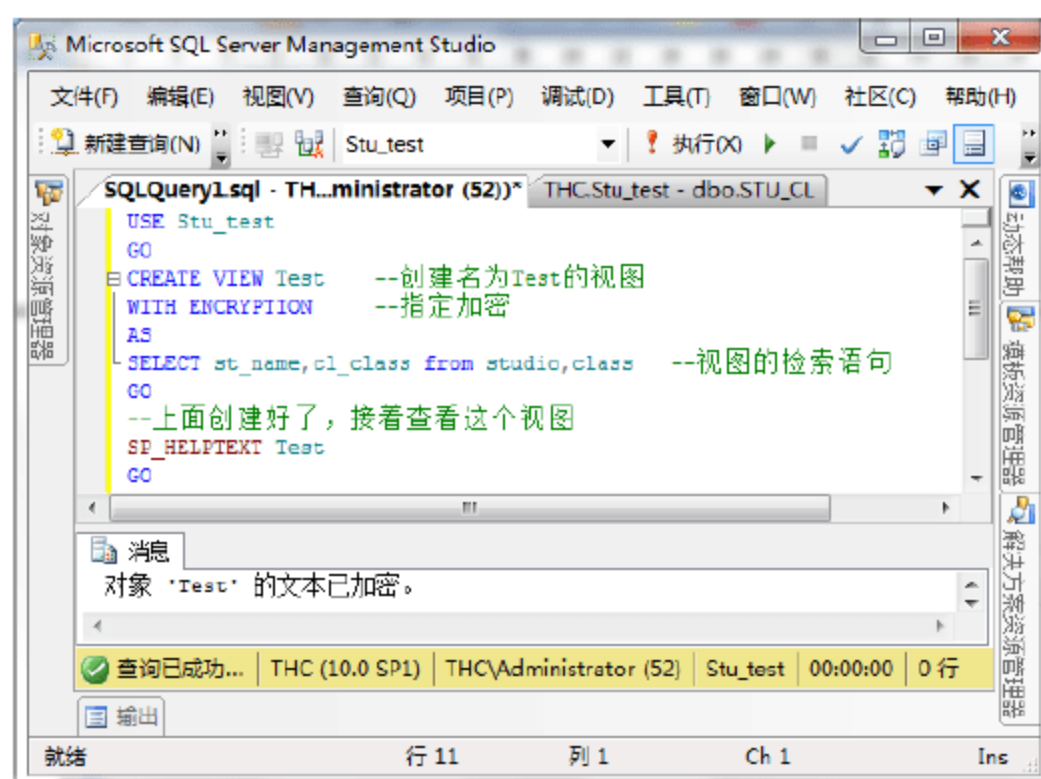 Microsoft SQL Server Management Studio
文件(F) 编辑(E) 视图(V) 查询(Q) 项目(P) 调试(D) 工具(T) 窗口(W) 社区(C) 帮助(H)
新建查询(N) Stu_test 执行(X)
SQLQuery1.sql - TH...ministrator (52))* THC.Stu_test - dbo.STU_CL
对象资源管理器
USE Stu_test
GO
CREATE VIEW Test --创建名为Test的视图
WITH ENCRYPTION --指定加密
AS
SELECT st_name,cl_class from studio,class --视图的检索语句
GO
--上面创建好了，接着查看这个视图
SP_HELPTEXT Test
GO
动态帮助
模板资源管理器
解决方案资源管理器
消息
对象 'Test' 的文本已加密。
查询已成功... THC (10.0 SP1) THC\Administrator (52) Stu_test 00:00:00 0 行
输出
就绪 行 11 列 1 Ch 1 Ins